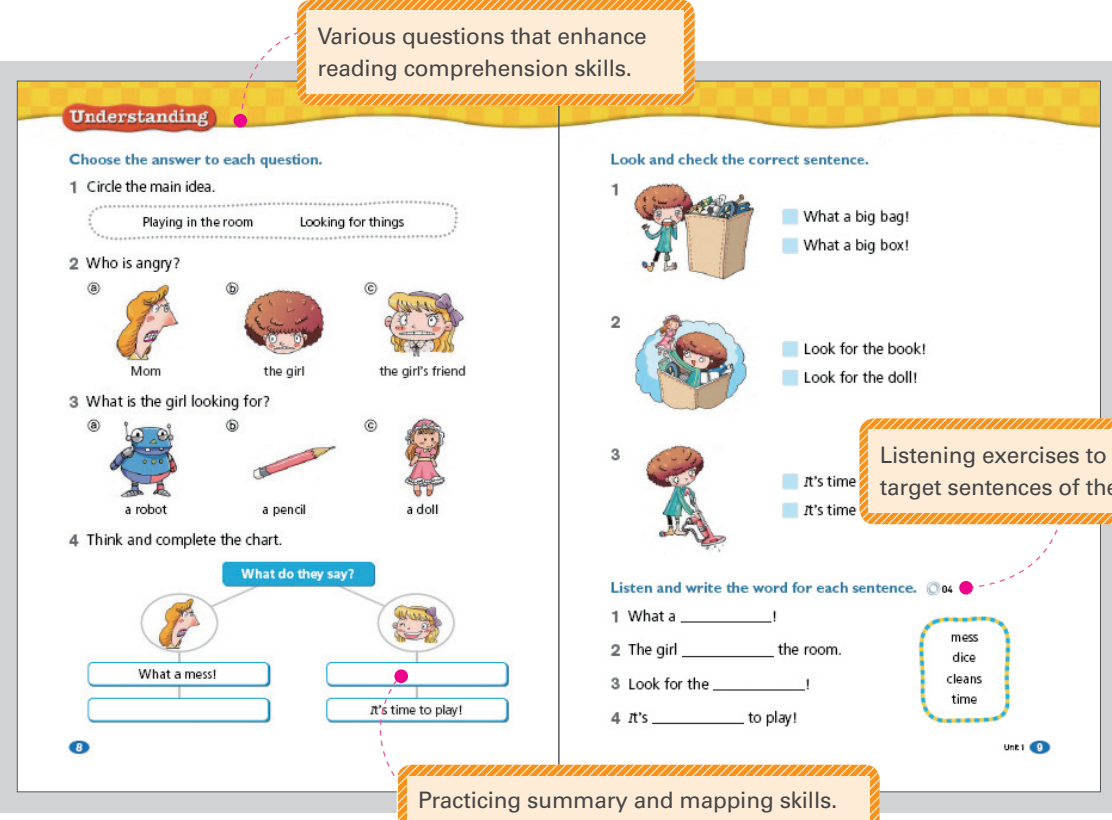 Various questions that enhance
reading comprehension skills.
Understanding
Choose the answer to each question.
1 Circle the main idea.
Playing in the room Looking for things
2 Who is angry?
ⓐ ⓑ ⓒ
Mom the girl the girl's friend
3 What is the girl looking for?
ⓐ ⓑ ⓒ
a robot a pencil a doll
4 Think and complete the chart.
What do they say?
What a mess!
It's time to play!
8
Look and check the correct sentence.
1
What a big bag!
What a big box!
2
Look for the book!
Look for the doll!
3
It's time
It's time
Listening exercises to
target sentences of the
Listen and write the word for each sentence. 04
1 What a ____________!
2 The girl ____________ the room.
3 Look for the ____________!
4 It's ____________ to play!
mess
dice
cleans
time
Unit 1 9
Practicing summary and mapping skills.